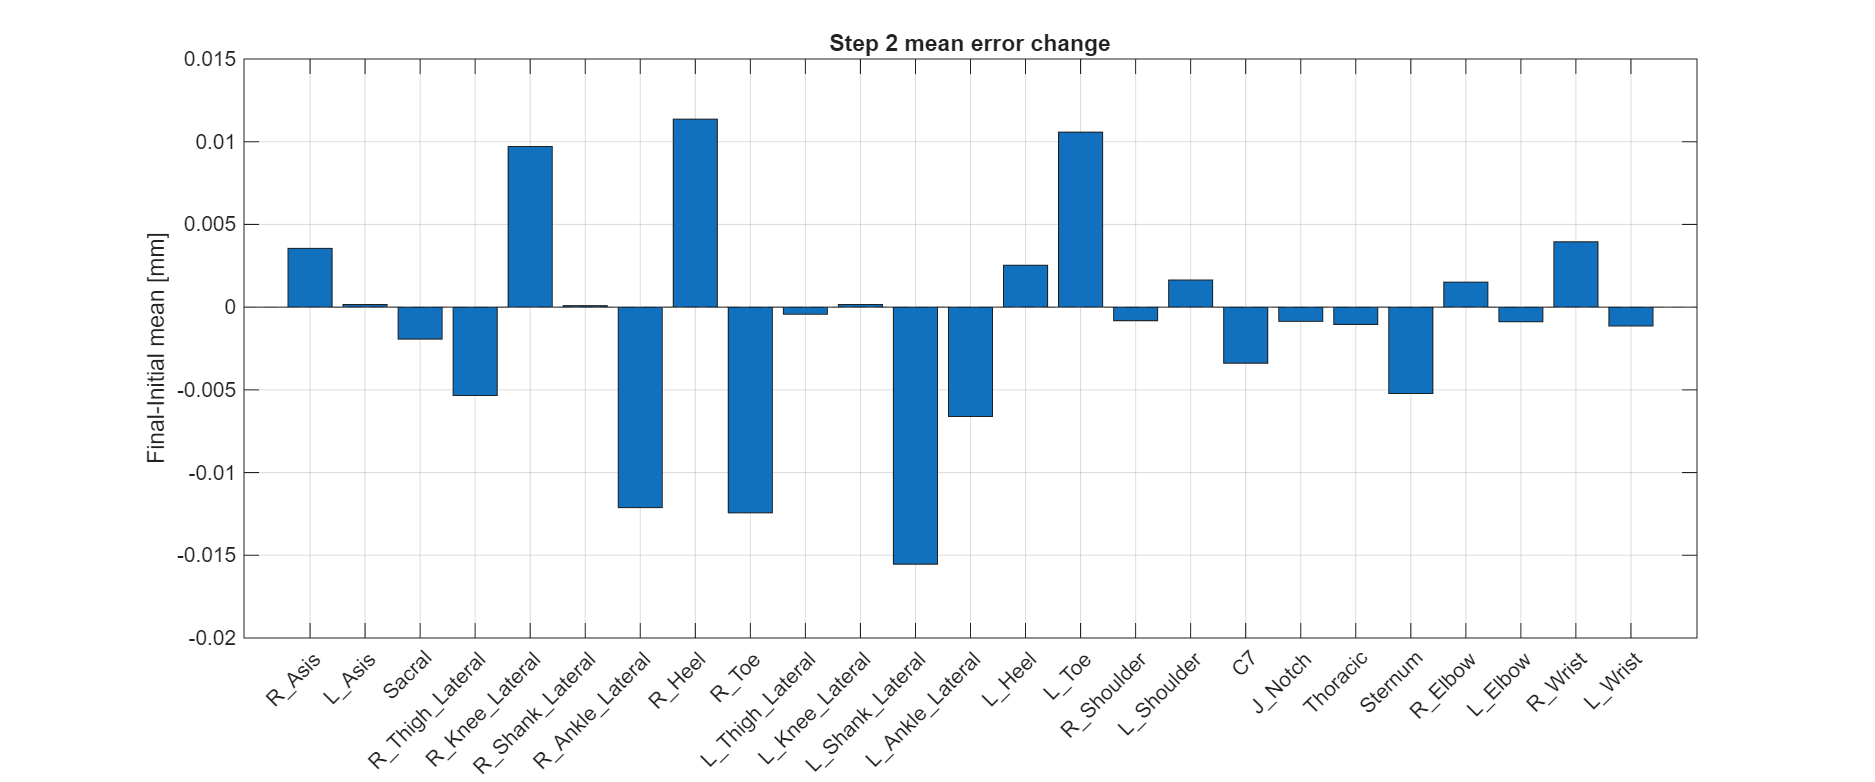 Step 2 mean error change
0.015
0.01
0.005
0
-0.005
-0.01
-0.015
-0.02
Final-Initial mean [mm]
R_Asis
L_Asis
Sacral
R_Thigh_Lateral
R_Knee_Lateral
R_Shank_Lateral
R_Ankle_Lateral
R_Heel
R_Toe
L_Thigh_Lateral
L_Knee_Lateral
L_Shank_Lateral
L_Ankle_Lateral
L_Heel
L_Toe
R_Shoulder
L_Shoulder
C7
J_Notch
Thoracic
Sternum
R_Elbow
L_Elbow
R_Wrist
L_Wrist